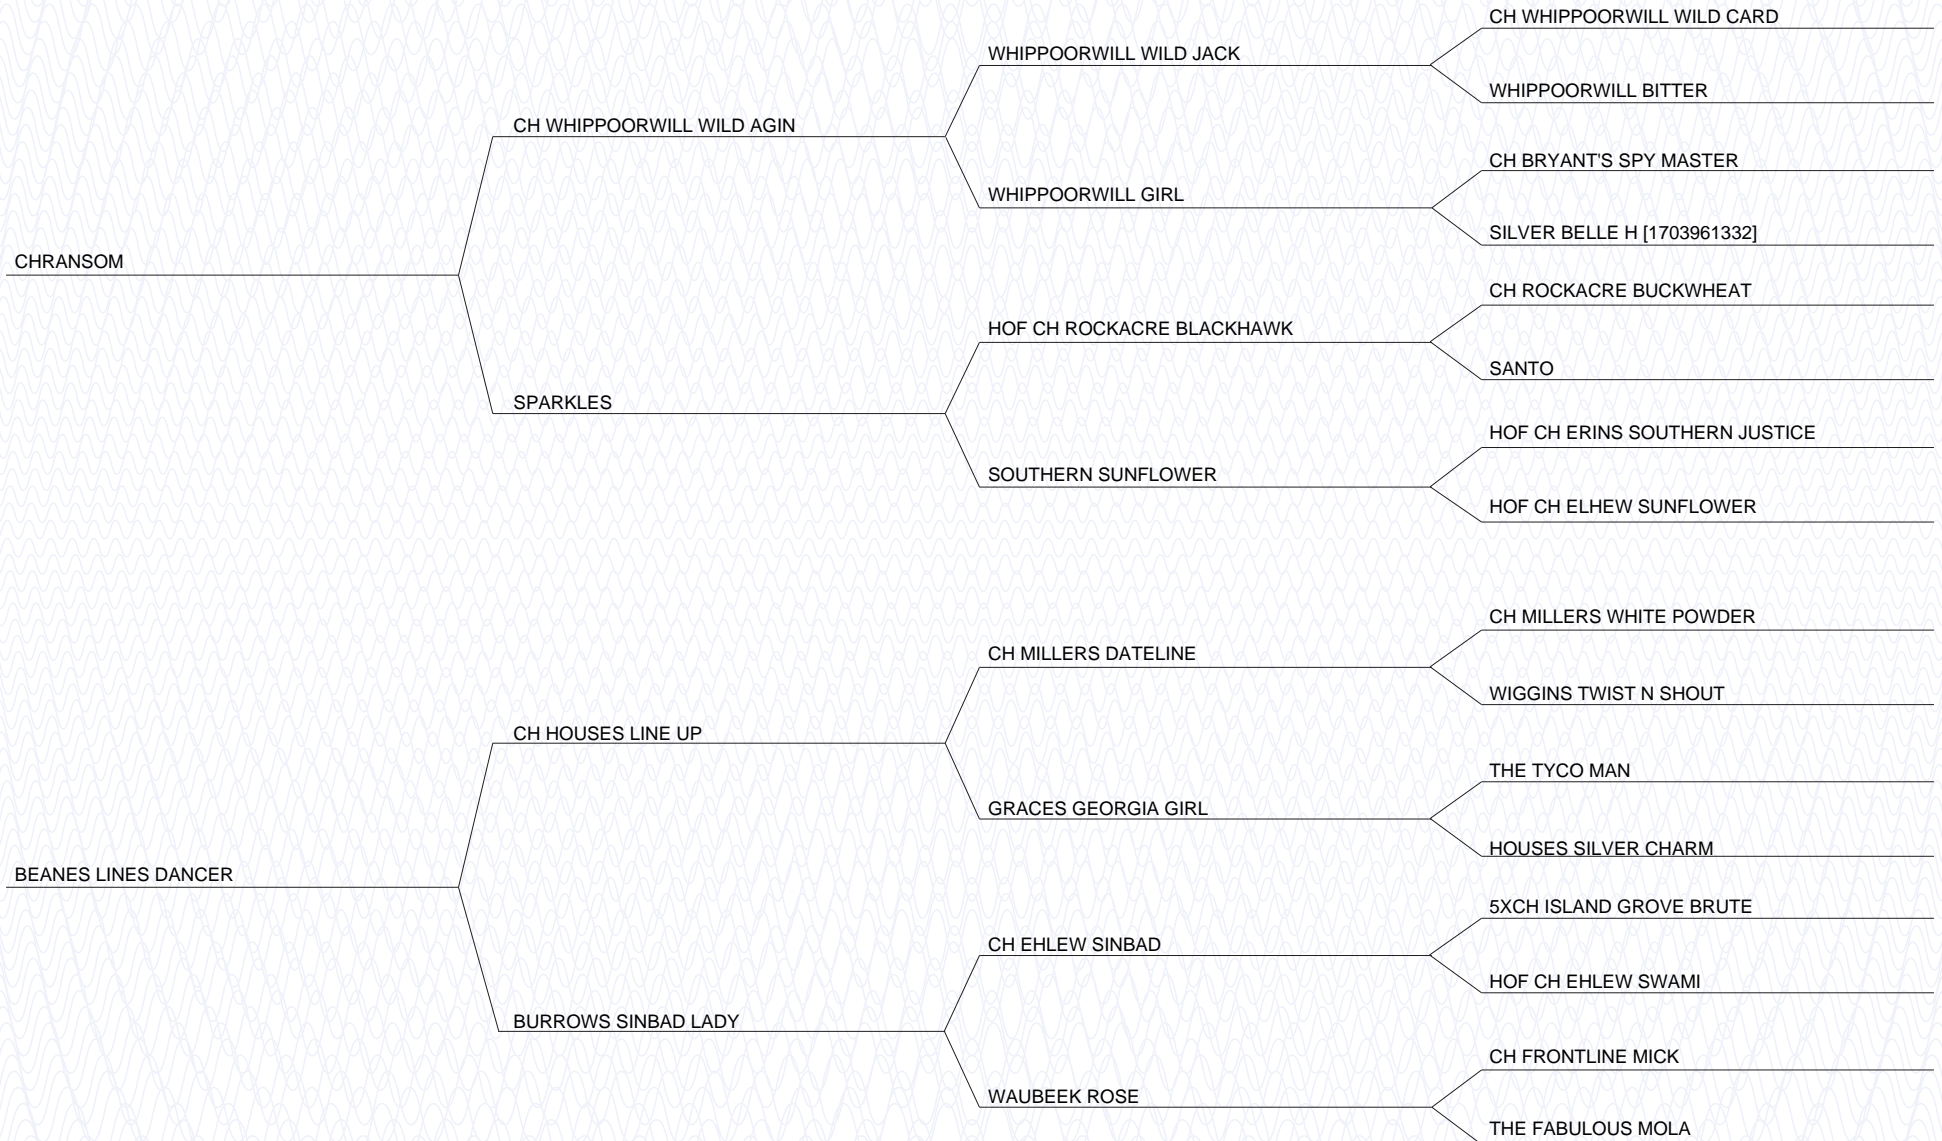 CH WHIPPOORWILL WILD CARD
WHIPPOORWILL WILD JACK
WHIPPOORWILL BITTER
CH WHIPPOORWILL WILD AGIN
CH BRYANT'S SPY MASTER
WHIPPOORWILL GIRL
SILVER BELLE H [1703961332]
CHRANSOM
CH ROCKACRE BUCKWHEAT
HOF CH ROCKACRE BLACKHAWK
SANTO
SPARKLES
HOF CH ERINS SOUTHERN JUSTICE
SOUTHERN SUNFLOWER
HOF CH ELHEW SUNFLOWER
CH MILLERS WHITE POWDER
CH MILLERS DATELINE
WIGGINS TWIST N SHOUT
CH HOUSES LINE UP
THE TYCO MAN
GRACES GEORGIA GIRL
HOUSES SILVER CHARM
BEANES LINES DANCER
5XCH ISLAND GROVE BRUTE
CH EHLEW SINBAD
HOF CH EHLEW SWAMI
BURROWS SINBAD LADY
CH FRONTLINE MICK
WAUBEEK ROSE
THE FABULOUS MOLA